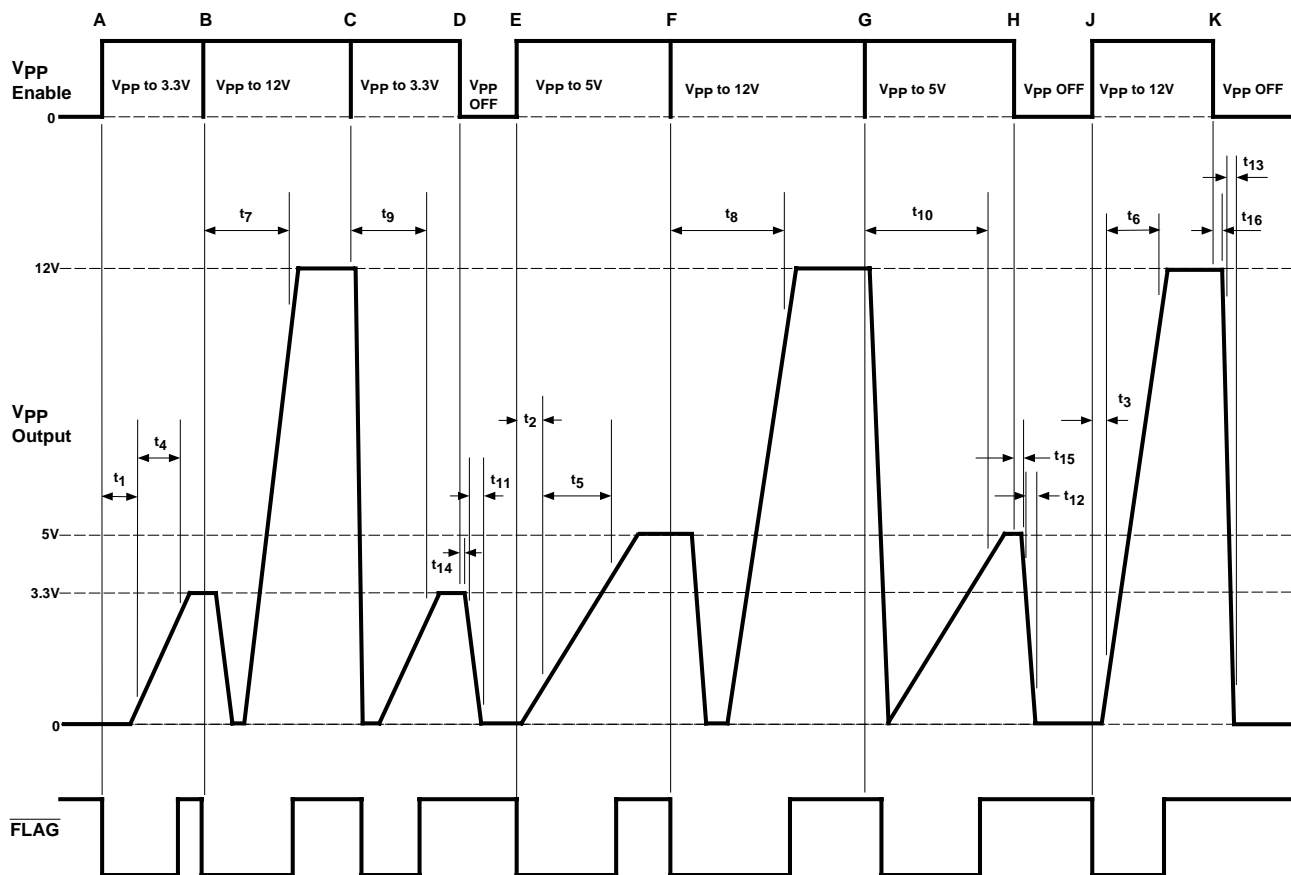 A B C D E F G H J K
VPP Enable
VPP to 3.3V VPP to 12V VPP to 3.3V VPP OFF VPP to 5V VPP to 12V VPP to 5V VPP OFF VPP to 12V VPP OFF
0
t13
t7 t9 t8 t10 t6 t16
12V
VPP Output
t2 t3
t4 t15
t1 t11 t5 t12
5V
t14
3.3V
0
FLAG